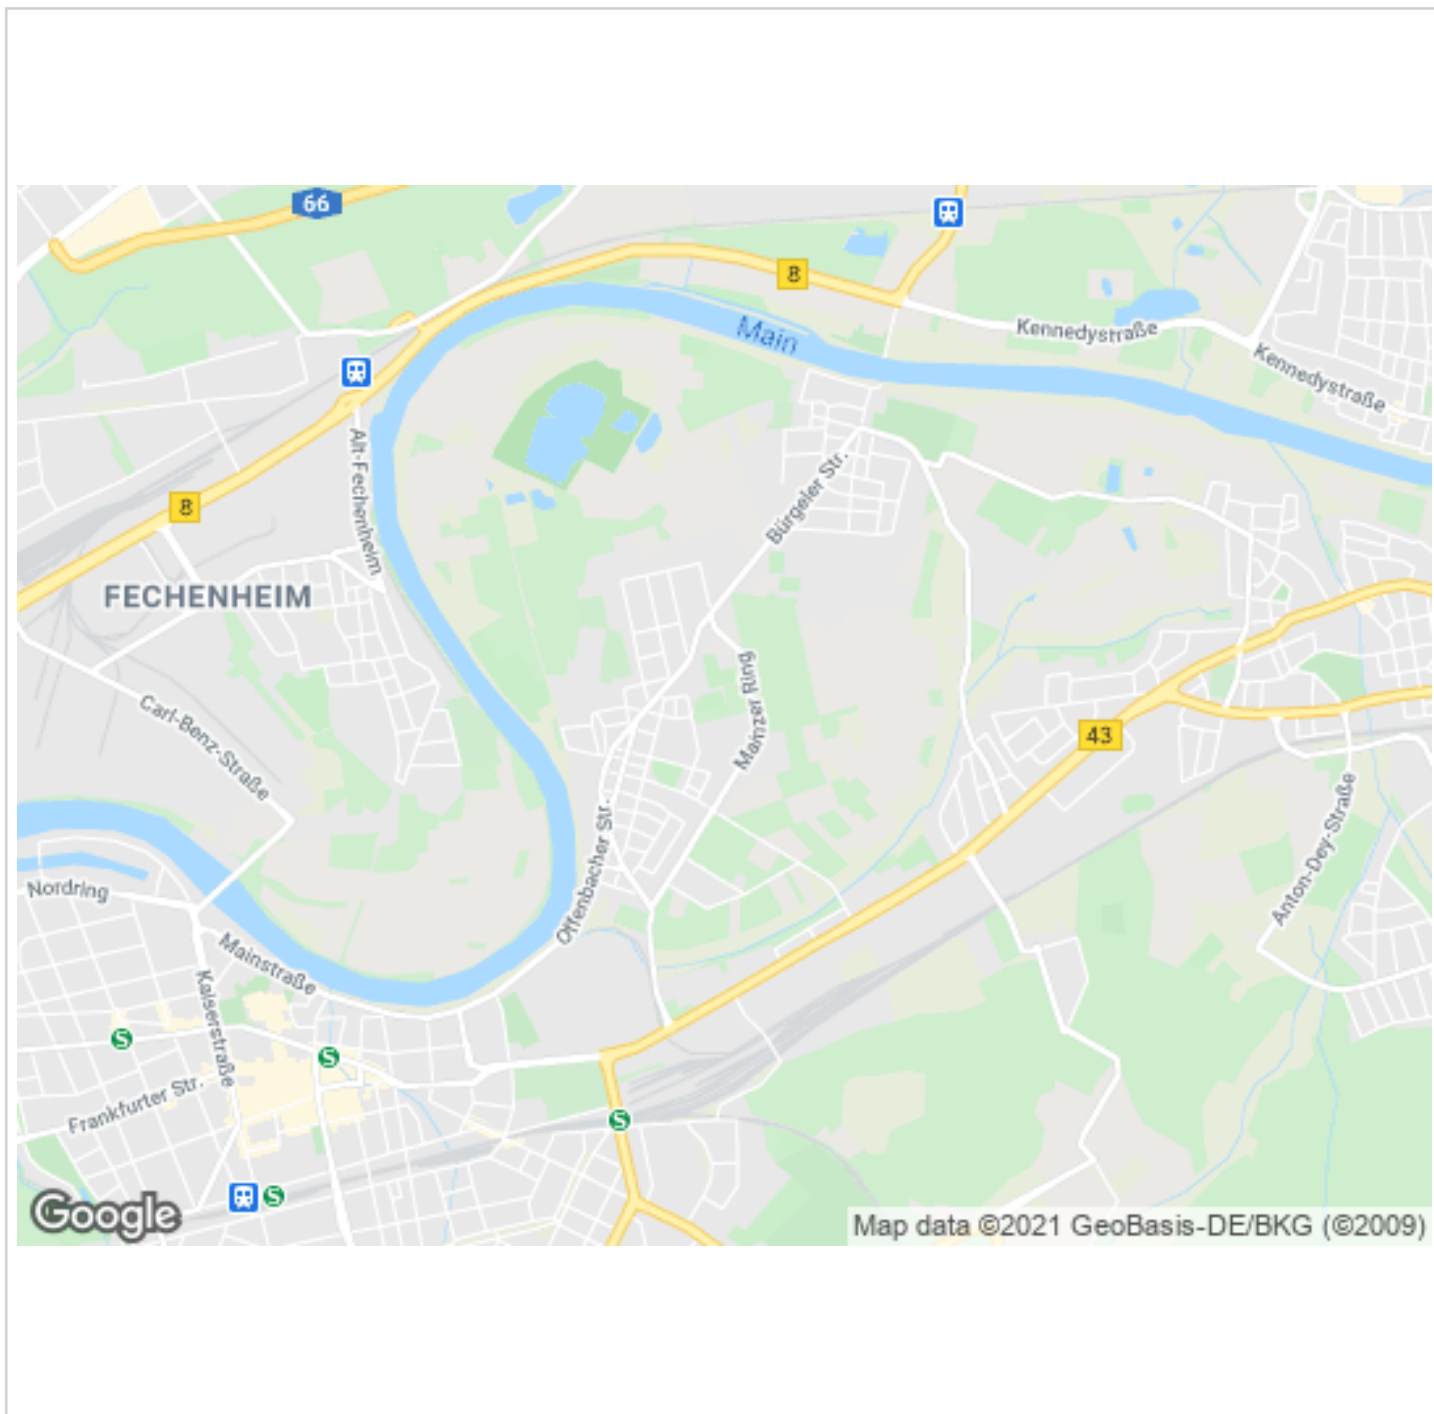 66
8
Main
Kennedystraße
Kennedystraße
Alt-Fechenheim
Bürgeler Str.
8
FECHENHEIM
Mainzer Ring
Carl-Benz-Straße
43
Anton-Dey-Straße
Offenbacher Str.
Nordring
Mainstraße
Kaiserstraße
S
S
Frankfurter Str.
S
S
Google
Map data ©2021 GeoBasis-DE/BKG (©2009)